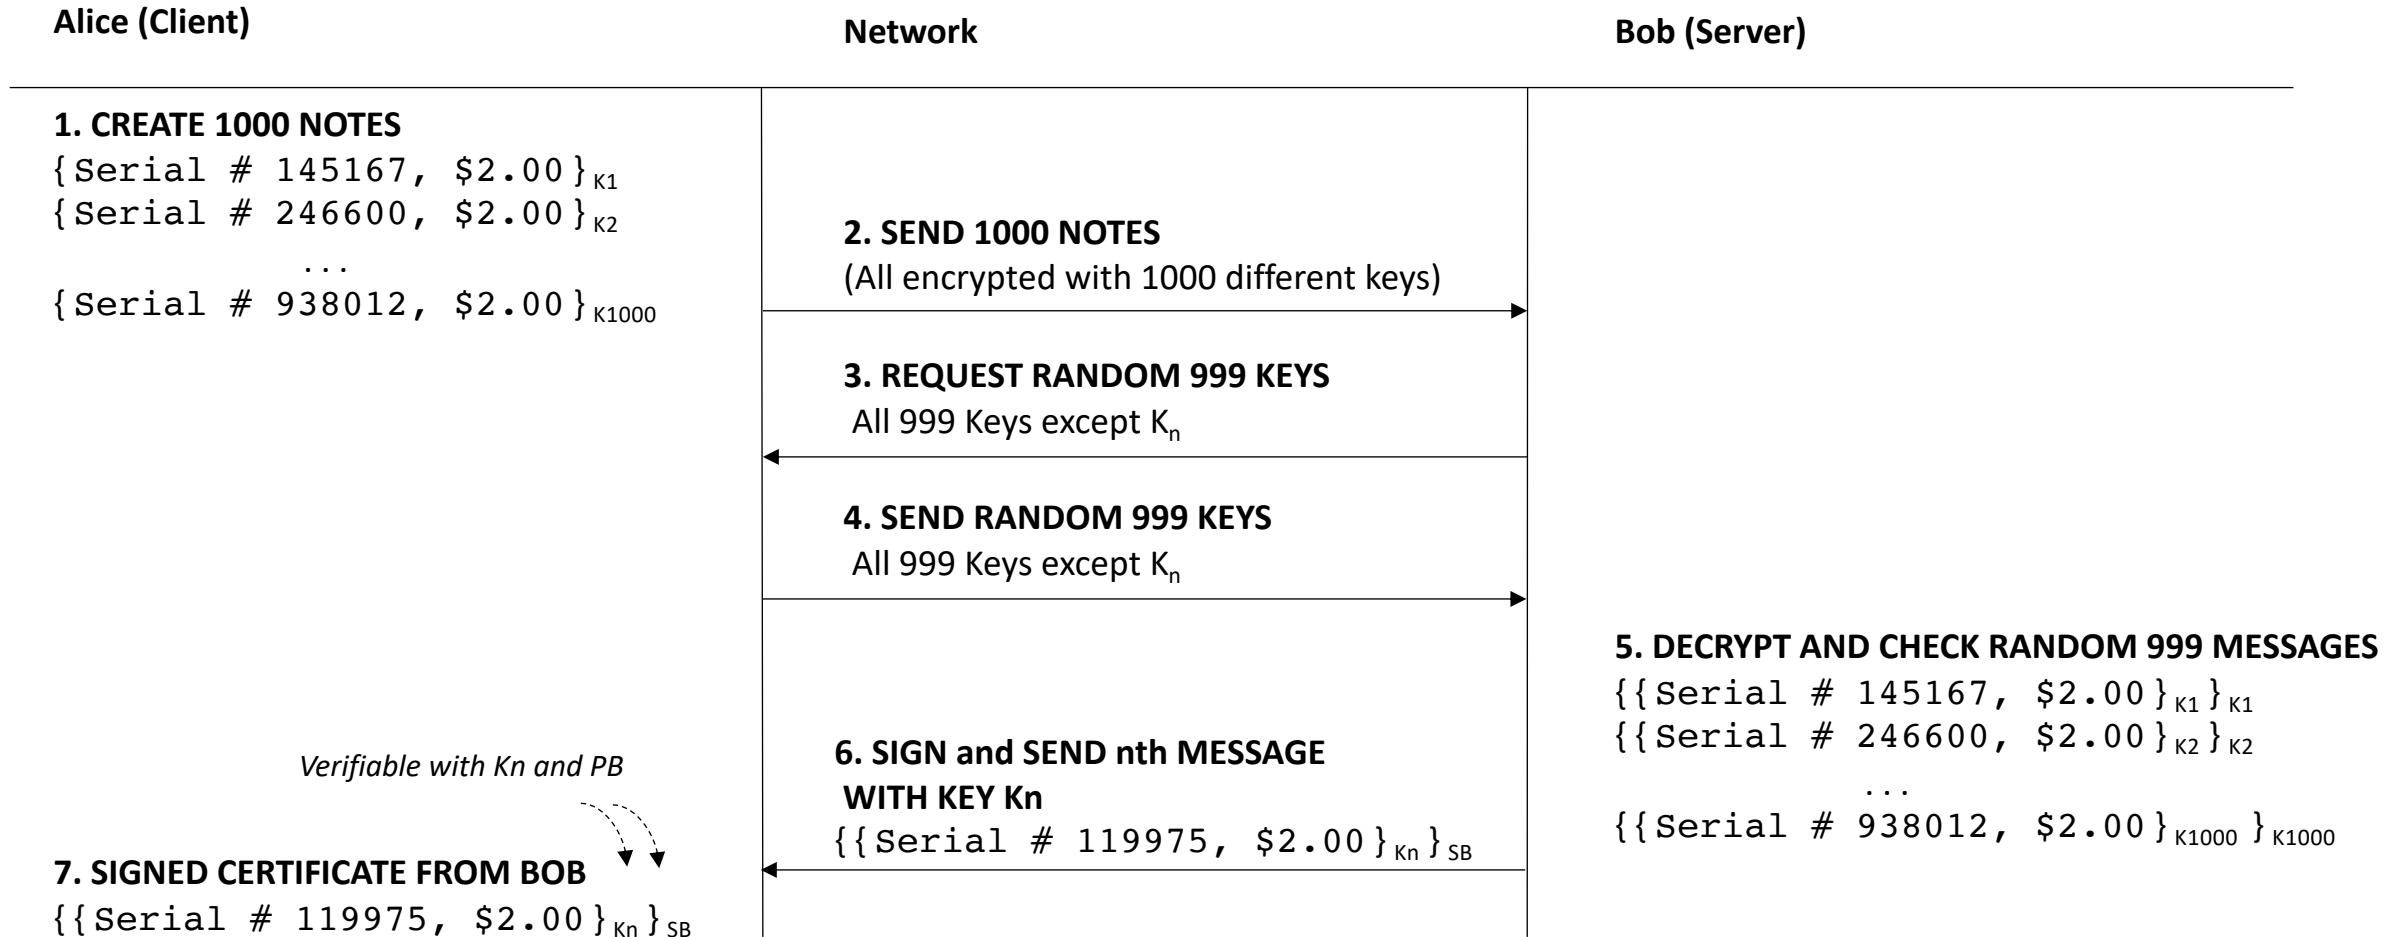 Alice (Client)
Network
Bob (Server)
1. CREATE 1000 NOTES
{Serial # 145167, $2.00}K1
{Serial # 246600, $2.00}K2
...
{Serial # 938012, $2.00}K1000
2. SEND 1000 NOTES
(All encrypted with 1000 different keys)
3. REQUEST RANDOM 999 KEYS
All 999 Keys except Kn
4. SEND RANDOM 999 KEYS
All 999 Keys except Kn
5. DECRYPT AND CHECK RANDOM 999 MESSAGES
{{Serial # 145167, $2.00}K1}K1
{{Serial # 246600, $2.00}K2}K2
...
{{Serial # 938012, $2.00}K1000}K1000
6. SIGN and SEND nth MESSAGE
WITH KEY Kn
{{Serial # 119975, $2.00}Kn}SB
Verifiable with Kn and PB
7. SIGNED CERTIFICATE FROM BOB
{{Serial # 119975, $2.00}Kn}SB